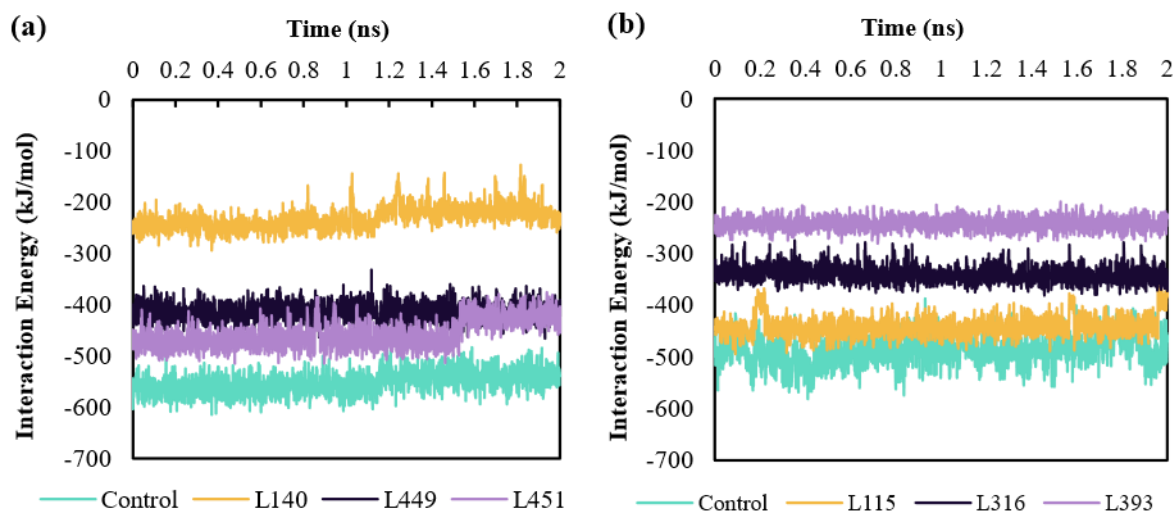 (a)
Time (ns)
0 0.2 0.4 0.6 0.8 1 1.2 1.4 1.6 1.8 2
0
-100
-200
-300
-400
-500
-600
-700
Interaction Energy (kJ/mol)
Control L140 L449 L451
(b)
Time (ns)
0 0.2 0.4 0.6 0.8 1 1.2 1.4 1.6 1.8 2
0
-100
-200
-300
-400
-500
-600
-700
Interaction Energy (kJ/mol)
Control L115 L316 L393